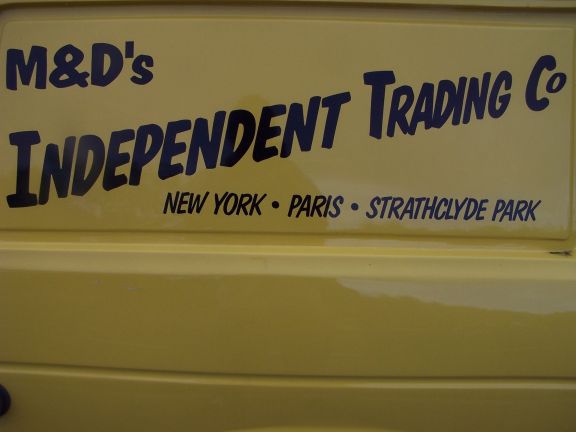 M&D's
INDEPENDENT TRADING Co
NEW YORK • PARIS • STRATHCLYDE PARK